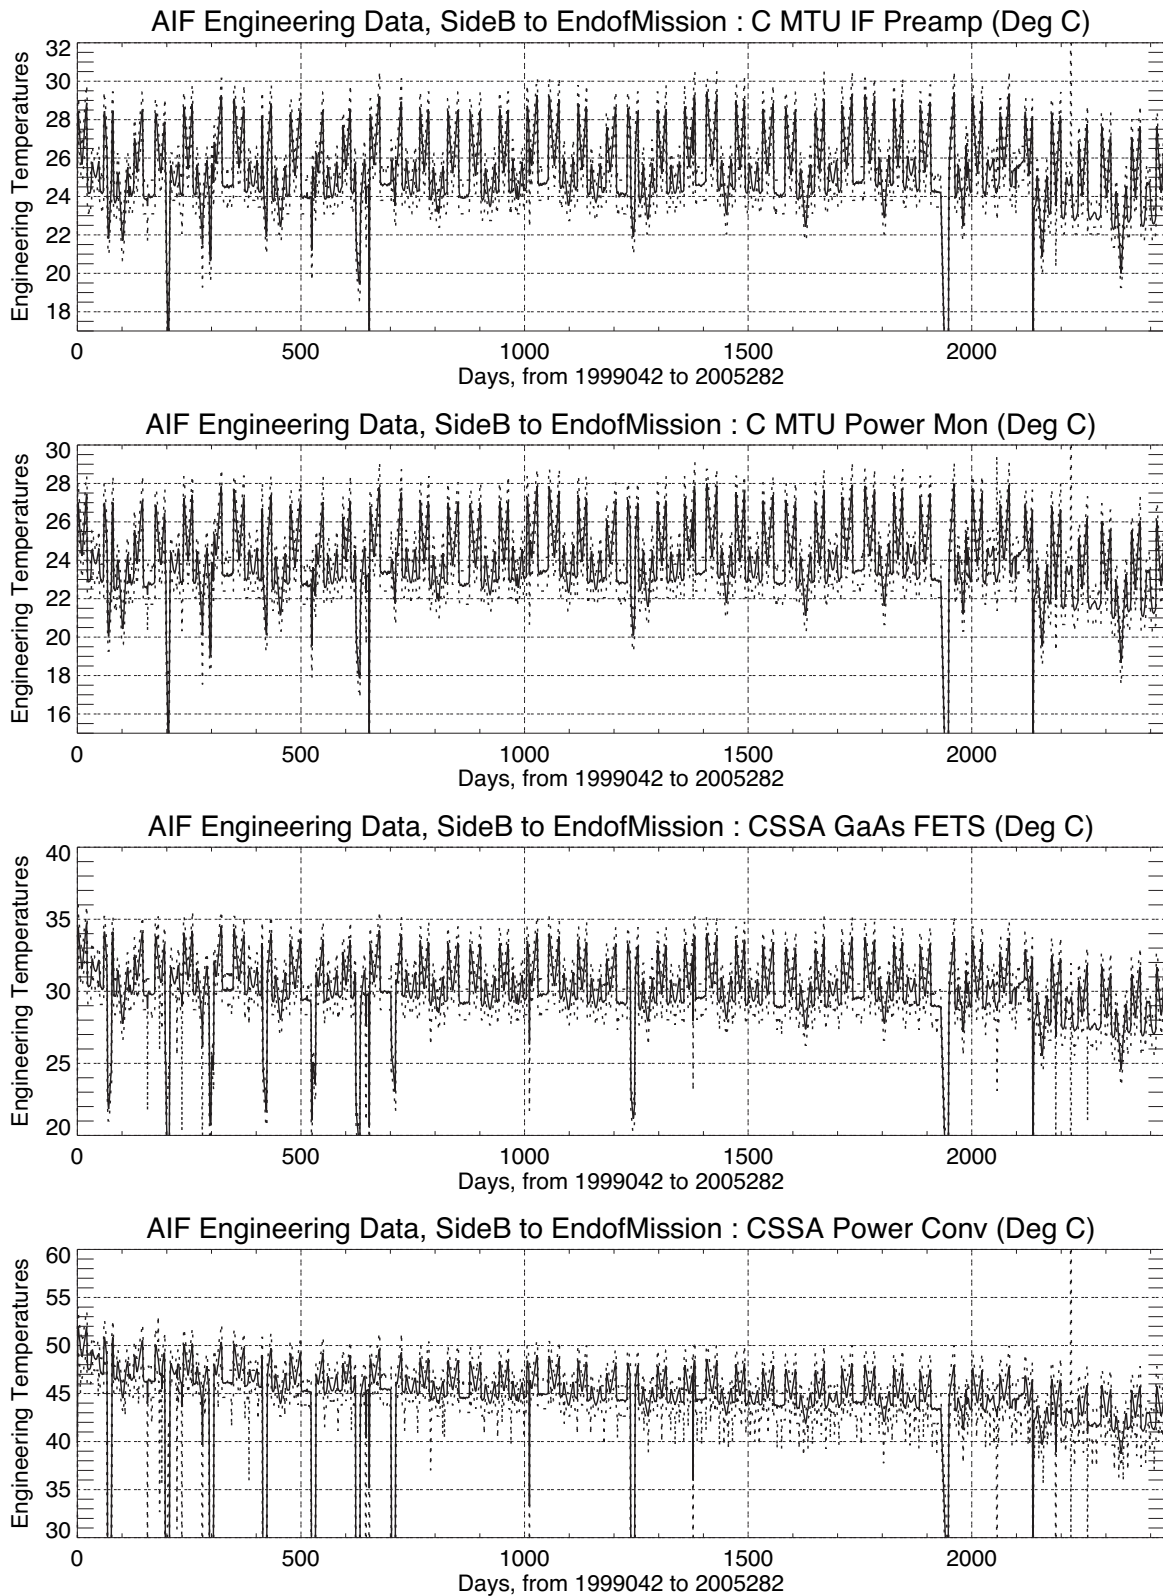 AIF Engineering Data, SideB to EndofMission : C MTU IF Preamp (Deg C)
Engineering Temperatures
32
30
28
26
24
22
20
18
0 500 1000 1500 2000
Days, from 1999042 to 2005282
AIF Engineering Data, SideB to EndofMission : C MTU Power Mon (Deg C)
Engineering Temperatures
30
28
26
24
22
20
18
16
0 500 1000 1500 2000
Days, from 1999042 to 2005282
AIF Engineering Data, SideB to EndofMission : CSSA GaAs FETS (Deg C)
Engineering Temperatures
40
35
30
25
20
0 500 1000 1500 2000
Days, from 1999042 to 2005282
AIF Engineering Data, SideB to EndofMission : CSSA Power Conv (Deg C)
Engineering Temperatures
60
55
50
45
40
35
30
0 500 1000 1500 2000
Days, from 1999042 to 2005282